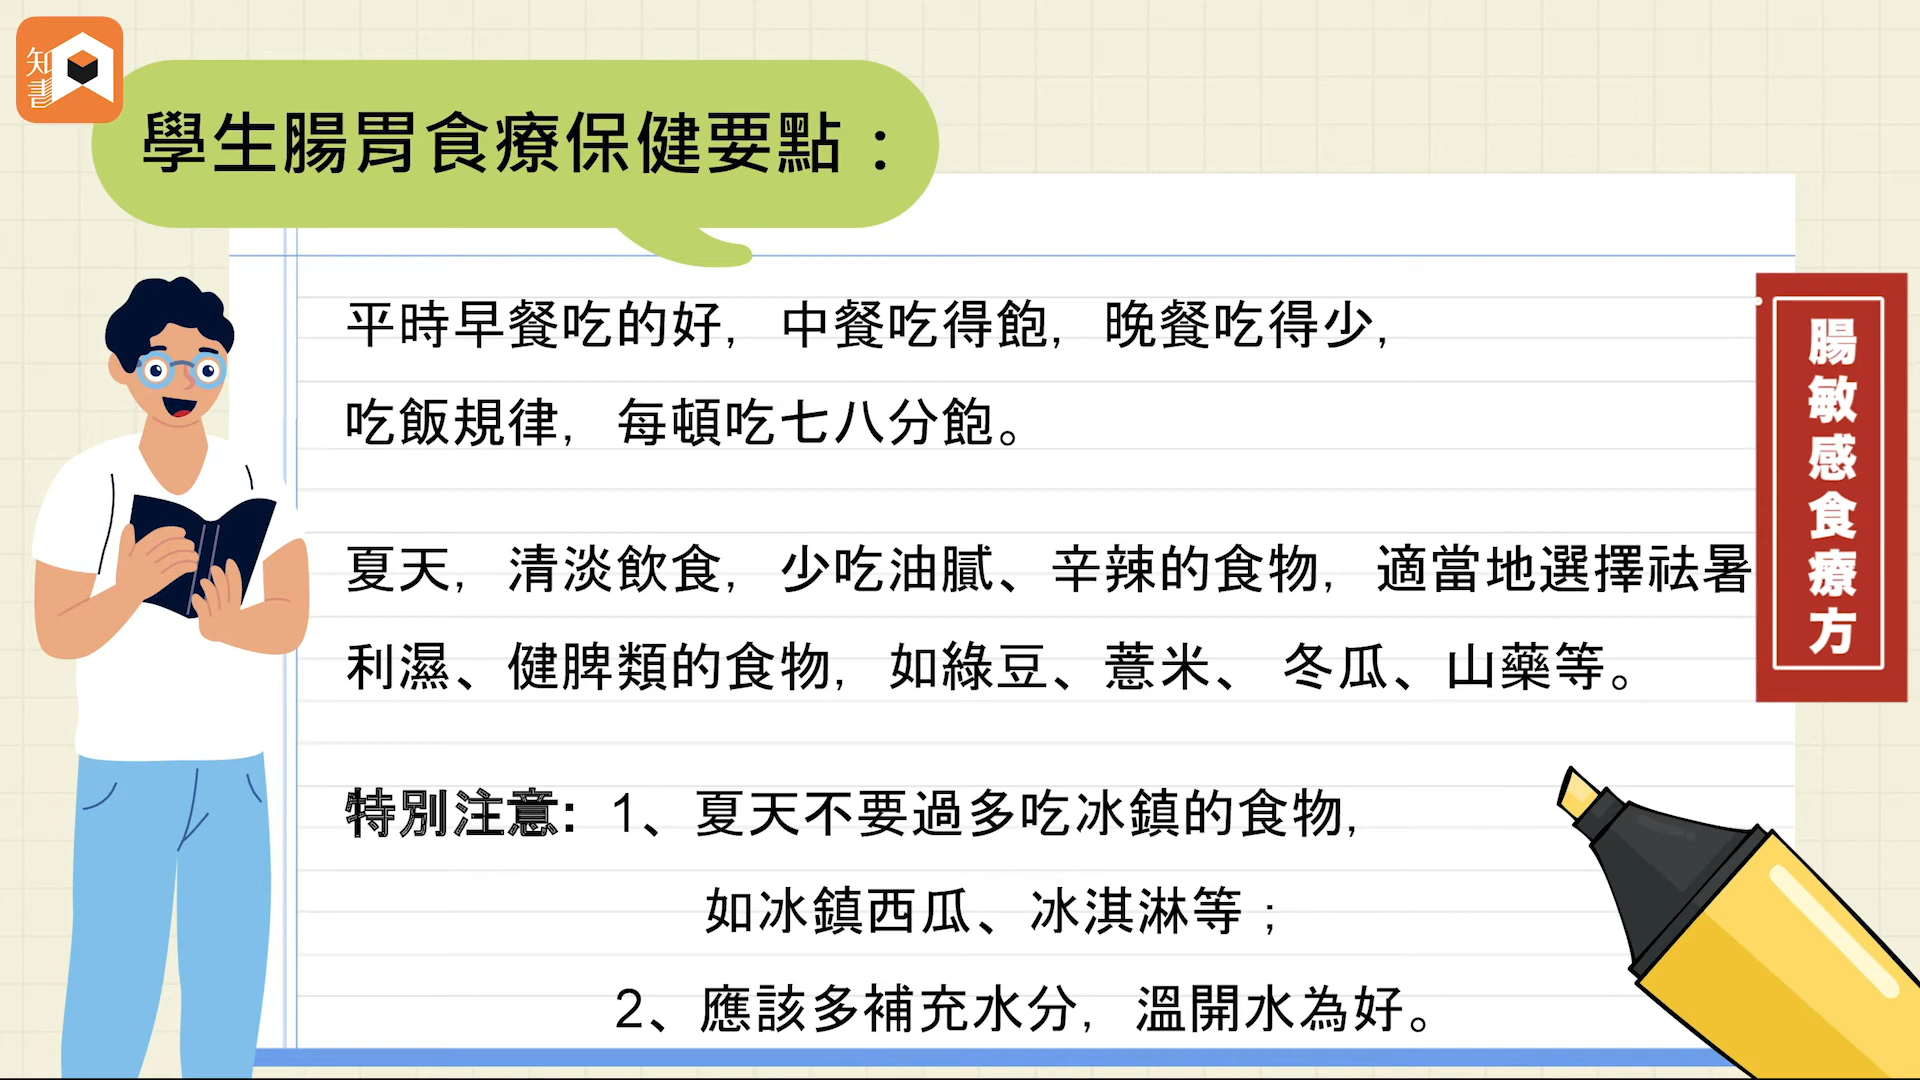 知書
學生腸胃食療保健要點：
平時早餐吃的好，中餐吃得飽，晚餐吃得少，
吃飯規律，每頓吃七八分飽。
夏天，清淡飲食，少吃油膩、辛辣的食物，適當地選擇祛暑
利濕、健脾類的食物，如綠豆、薏米、 冬瓜、山藥等。
特別注意：1、夏天不要過多吃冰鎮的食物，
如冰鎮西瓜、冰淇淋等；
2、應該多補充水分，溫開水為好。
腸敏感食療方